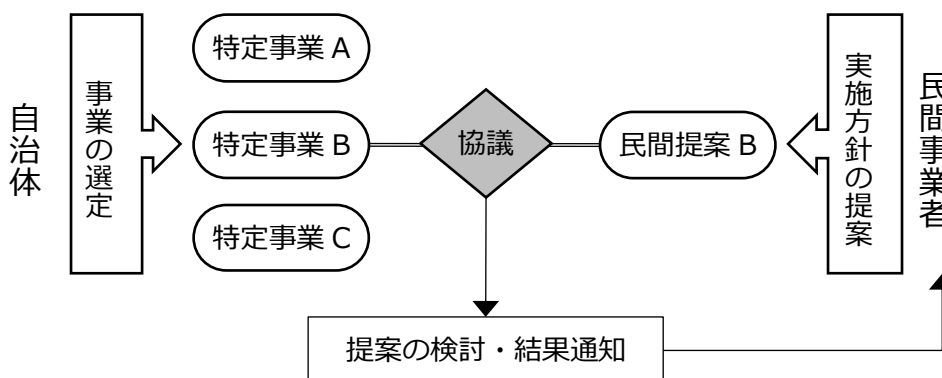 自治体
事業の選定
特定事業 A
特定事業 B
特定事業 C
協議
民間提案 B
実施方針の提案
民間事業者
提案の検討・結果通知